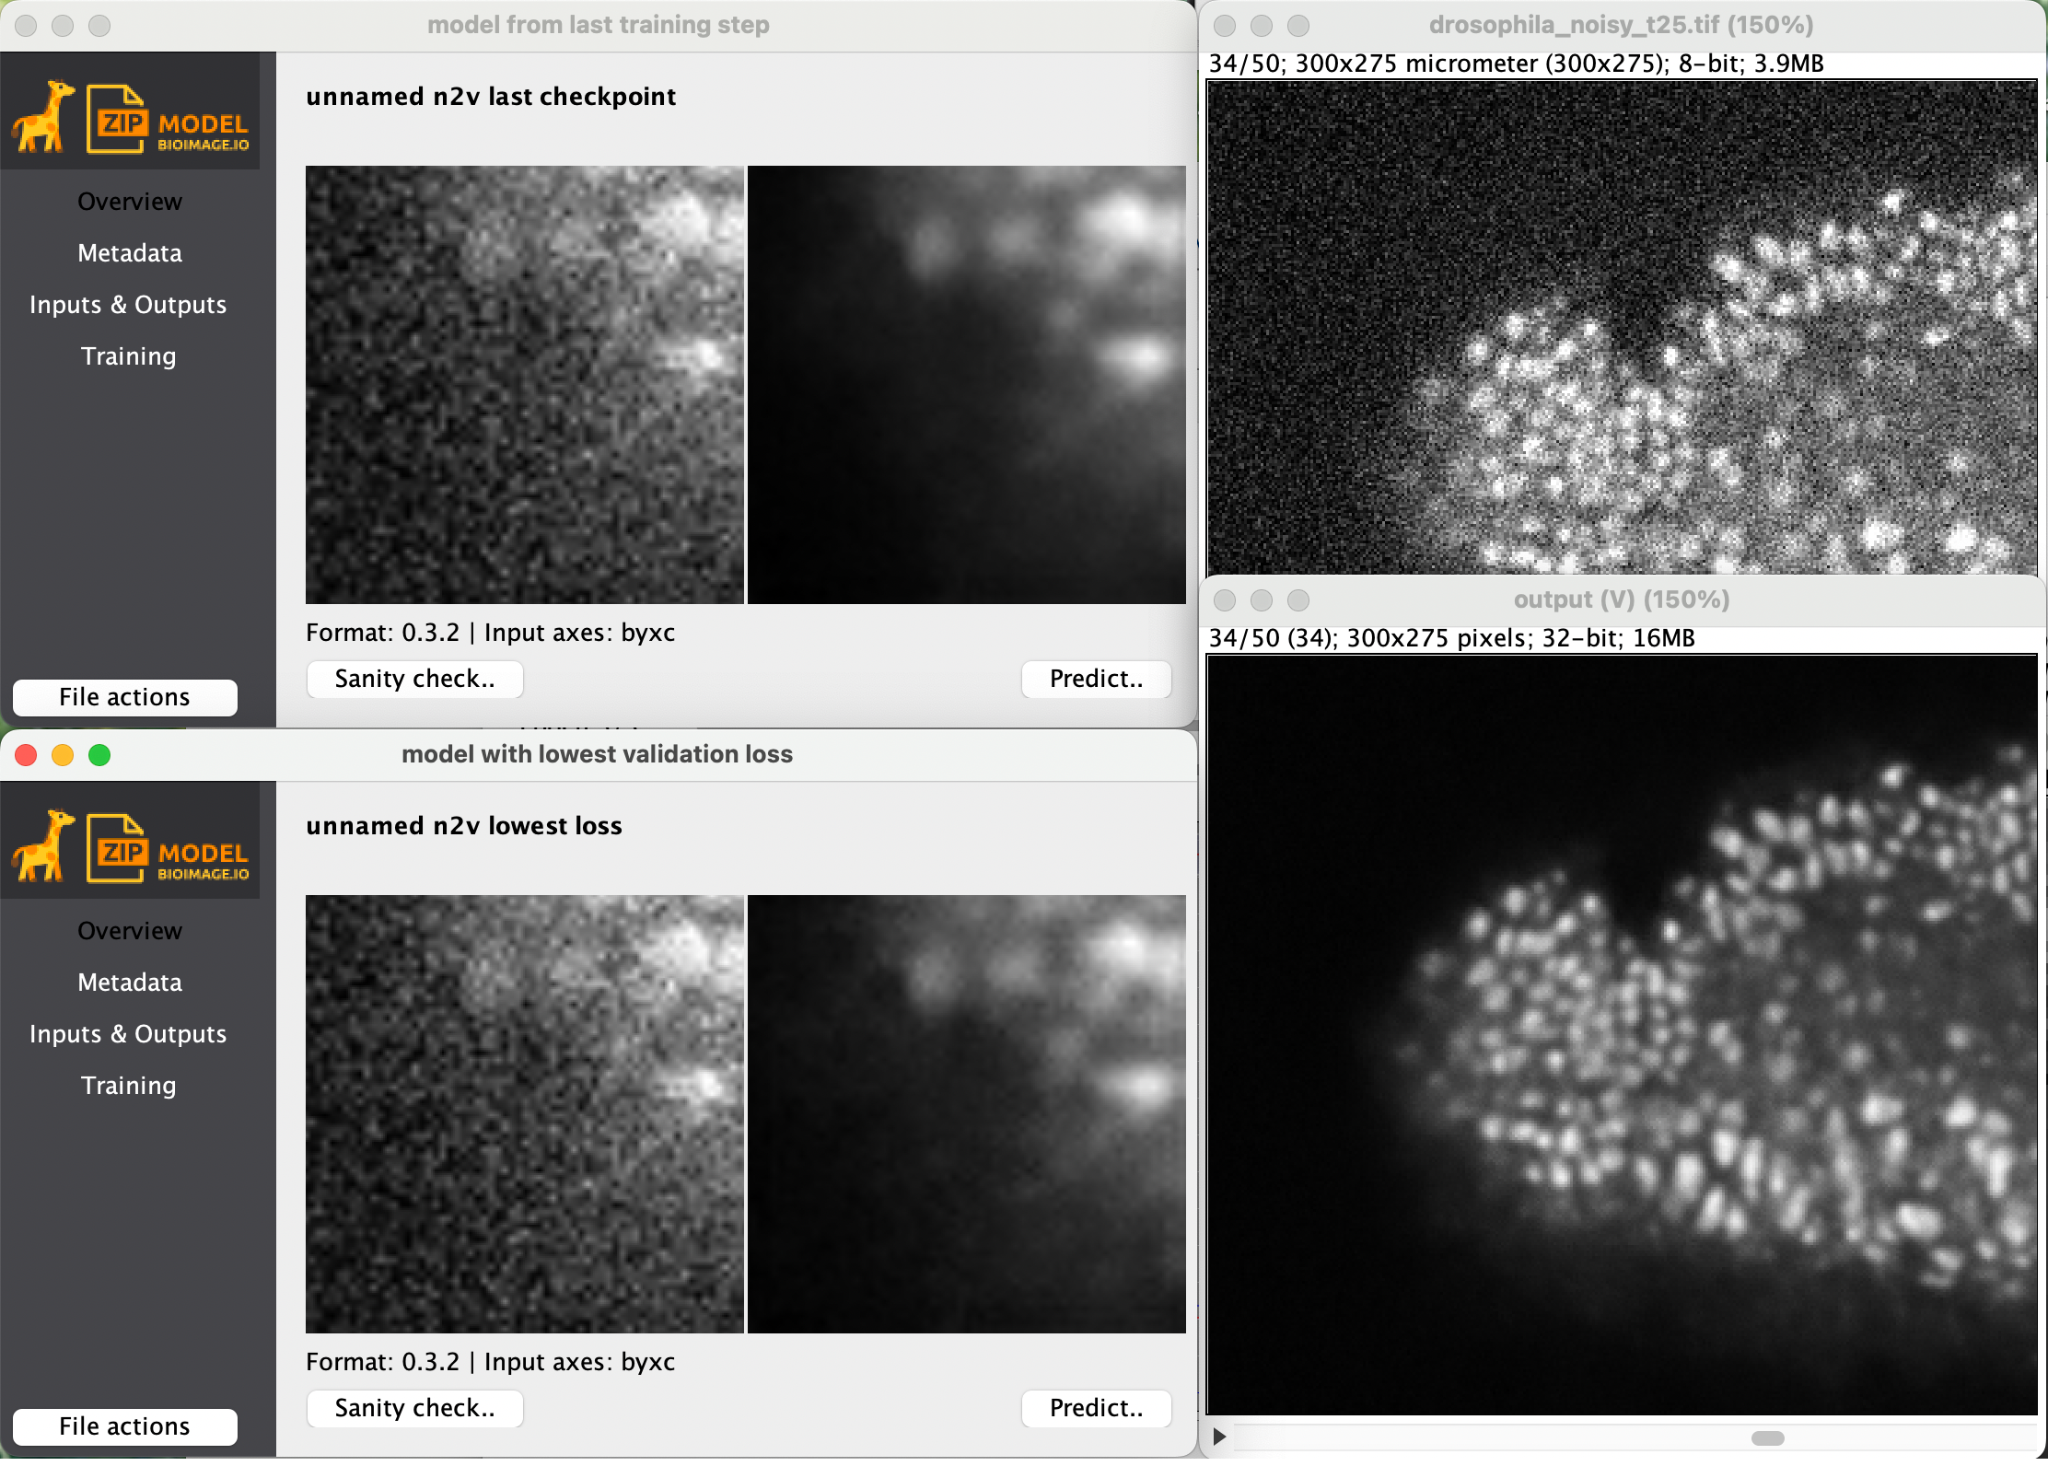 model from last training step
ZIP MODEL
BIOIMAGE.IO
Overview
Metadata
Inputs & Outputs
Training
File actions
unnamed n2v last checkpoint
Format: 0.3.2 | Input axes: byxc
Sanity check..
Predict..
model with lowest validation loss
ZIP MODEL
BIOIMAGE.IO
Overview
Metadata
Inputs & Outputs
Training
File actions
unnamed n2v lowest loss
Format: 0.3.2 | Input axes: byxc
Sanity check..
Predict..
drosophila_noisy_t25.tif (150%)
34/50; 300x275 micrometer (300x275); 8-bit; 3.9MB
output (V) (150%)
34/50 (34); 300x275 pixels; 32-bit; 16MB